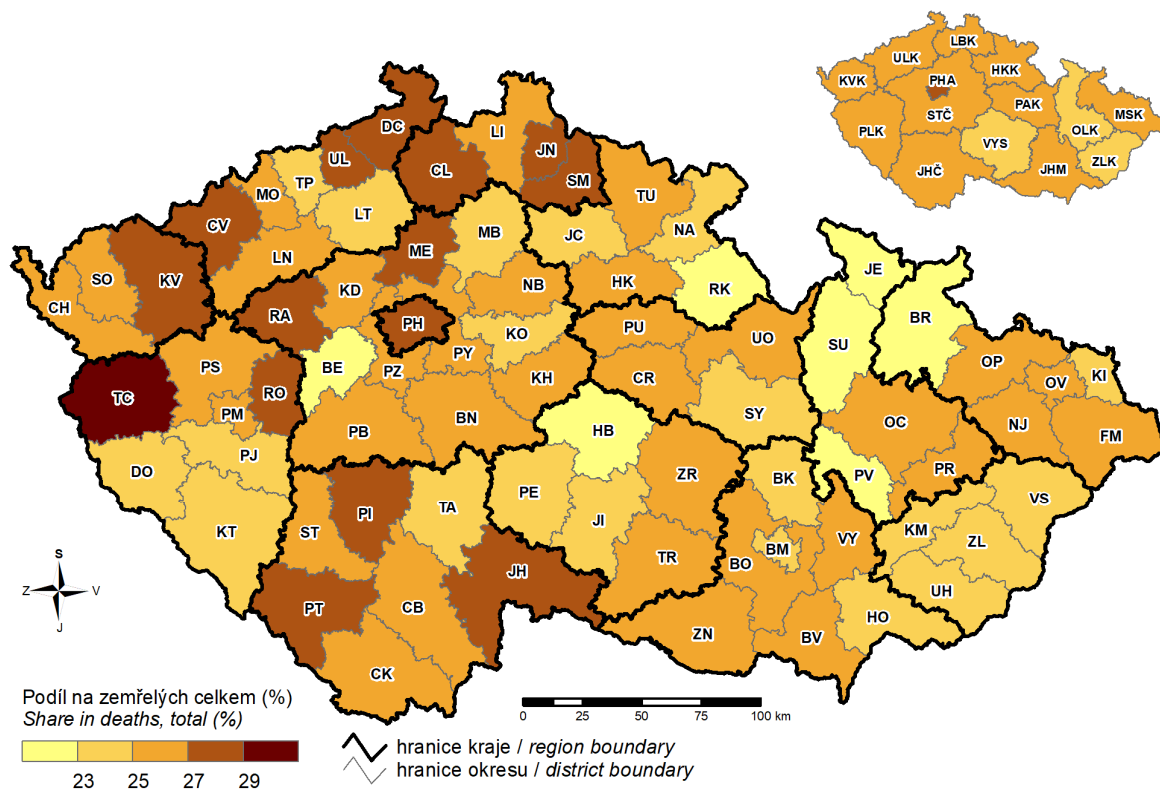 LBK
ULK
HKK
KVK
PHA
PAK
STČ
MSK
PLK
OLK
VYS
ZLK
JHČ
JHM
DC
LI
UL
JN
CL
SM
TP
MO
TU
LT
CV
NA
MB
JC
ME
LN
JE
SO
KV
HK
NB
KD
RK
CH
RA
BR
PH
PU
KO
UO
SU
PY
OP
BE
PS
PZ
KI
OV
KH
CR
TC
RO
PM
SY
BN
OC
NJ
PB
HB
FM
PJ
DO
PR
ZR
PV
BK
PE
PI
VS
TA
JI
KT
ST
KM
VY
ZL
BM
TR
BO
JH
UH
PT
CB
HO
ZN
BV
CK
S
Z V
J
Podíl na zemřelých celkem (%)
Share in deaths, total (%)
23 25 27 29
0 25 50 75 100 km
hranice kraje / region boundary
hranice okresu / district boundary